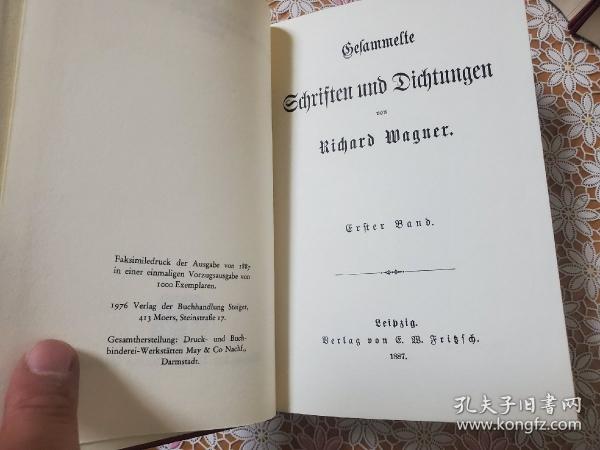 Faksimiledruck der Ausgabe von 1887
in einer einmaligen Vorzugsausgabe von
1000 Exemplaren.
1976 Verlag der Buchhandlung Steiger,
413 Moers, Steinstraße 17.
Gesamtherstellung: Druck- und Buch-
binderei-Werkstätten May & Co Nachf.,
Darmstadt.
Gesammelte
Schriften und Dichtungen
von
Richard Wagner.
Erster Band.
Leipzig.
Verlag von E. W. Fritzsch.
1887.
孔夫子旧书网
www.kongfz.com